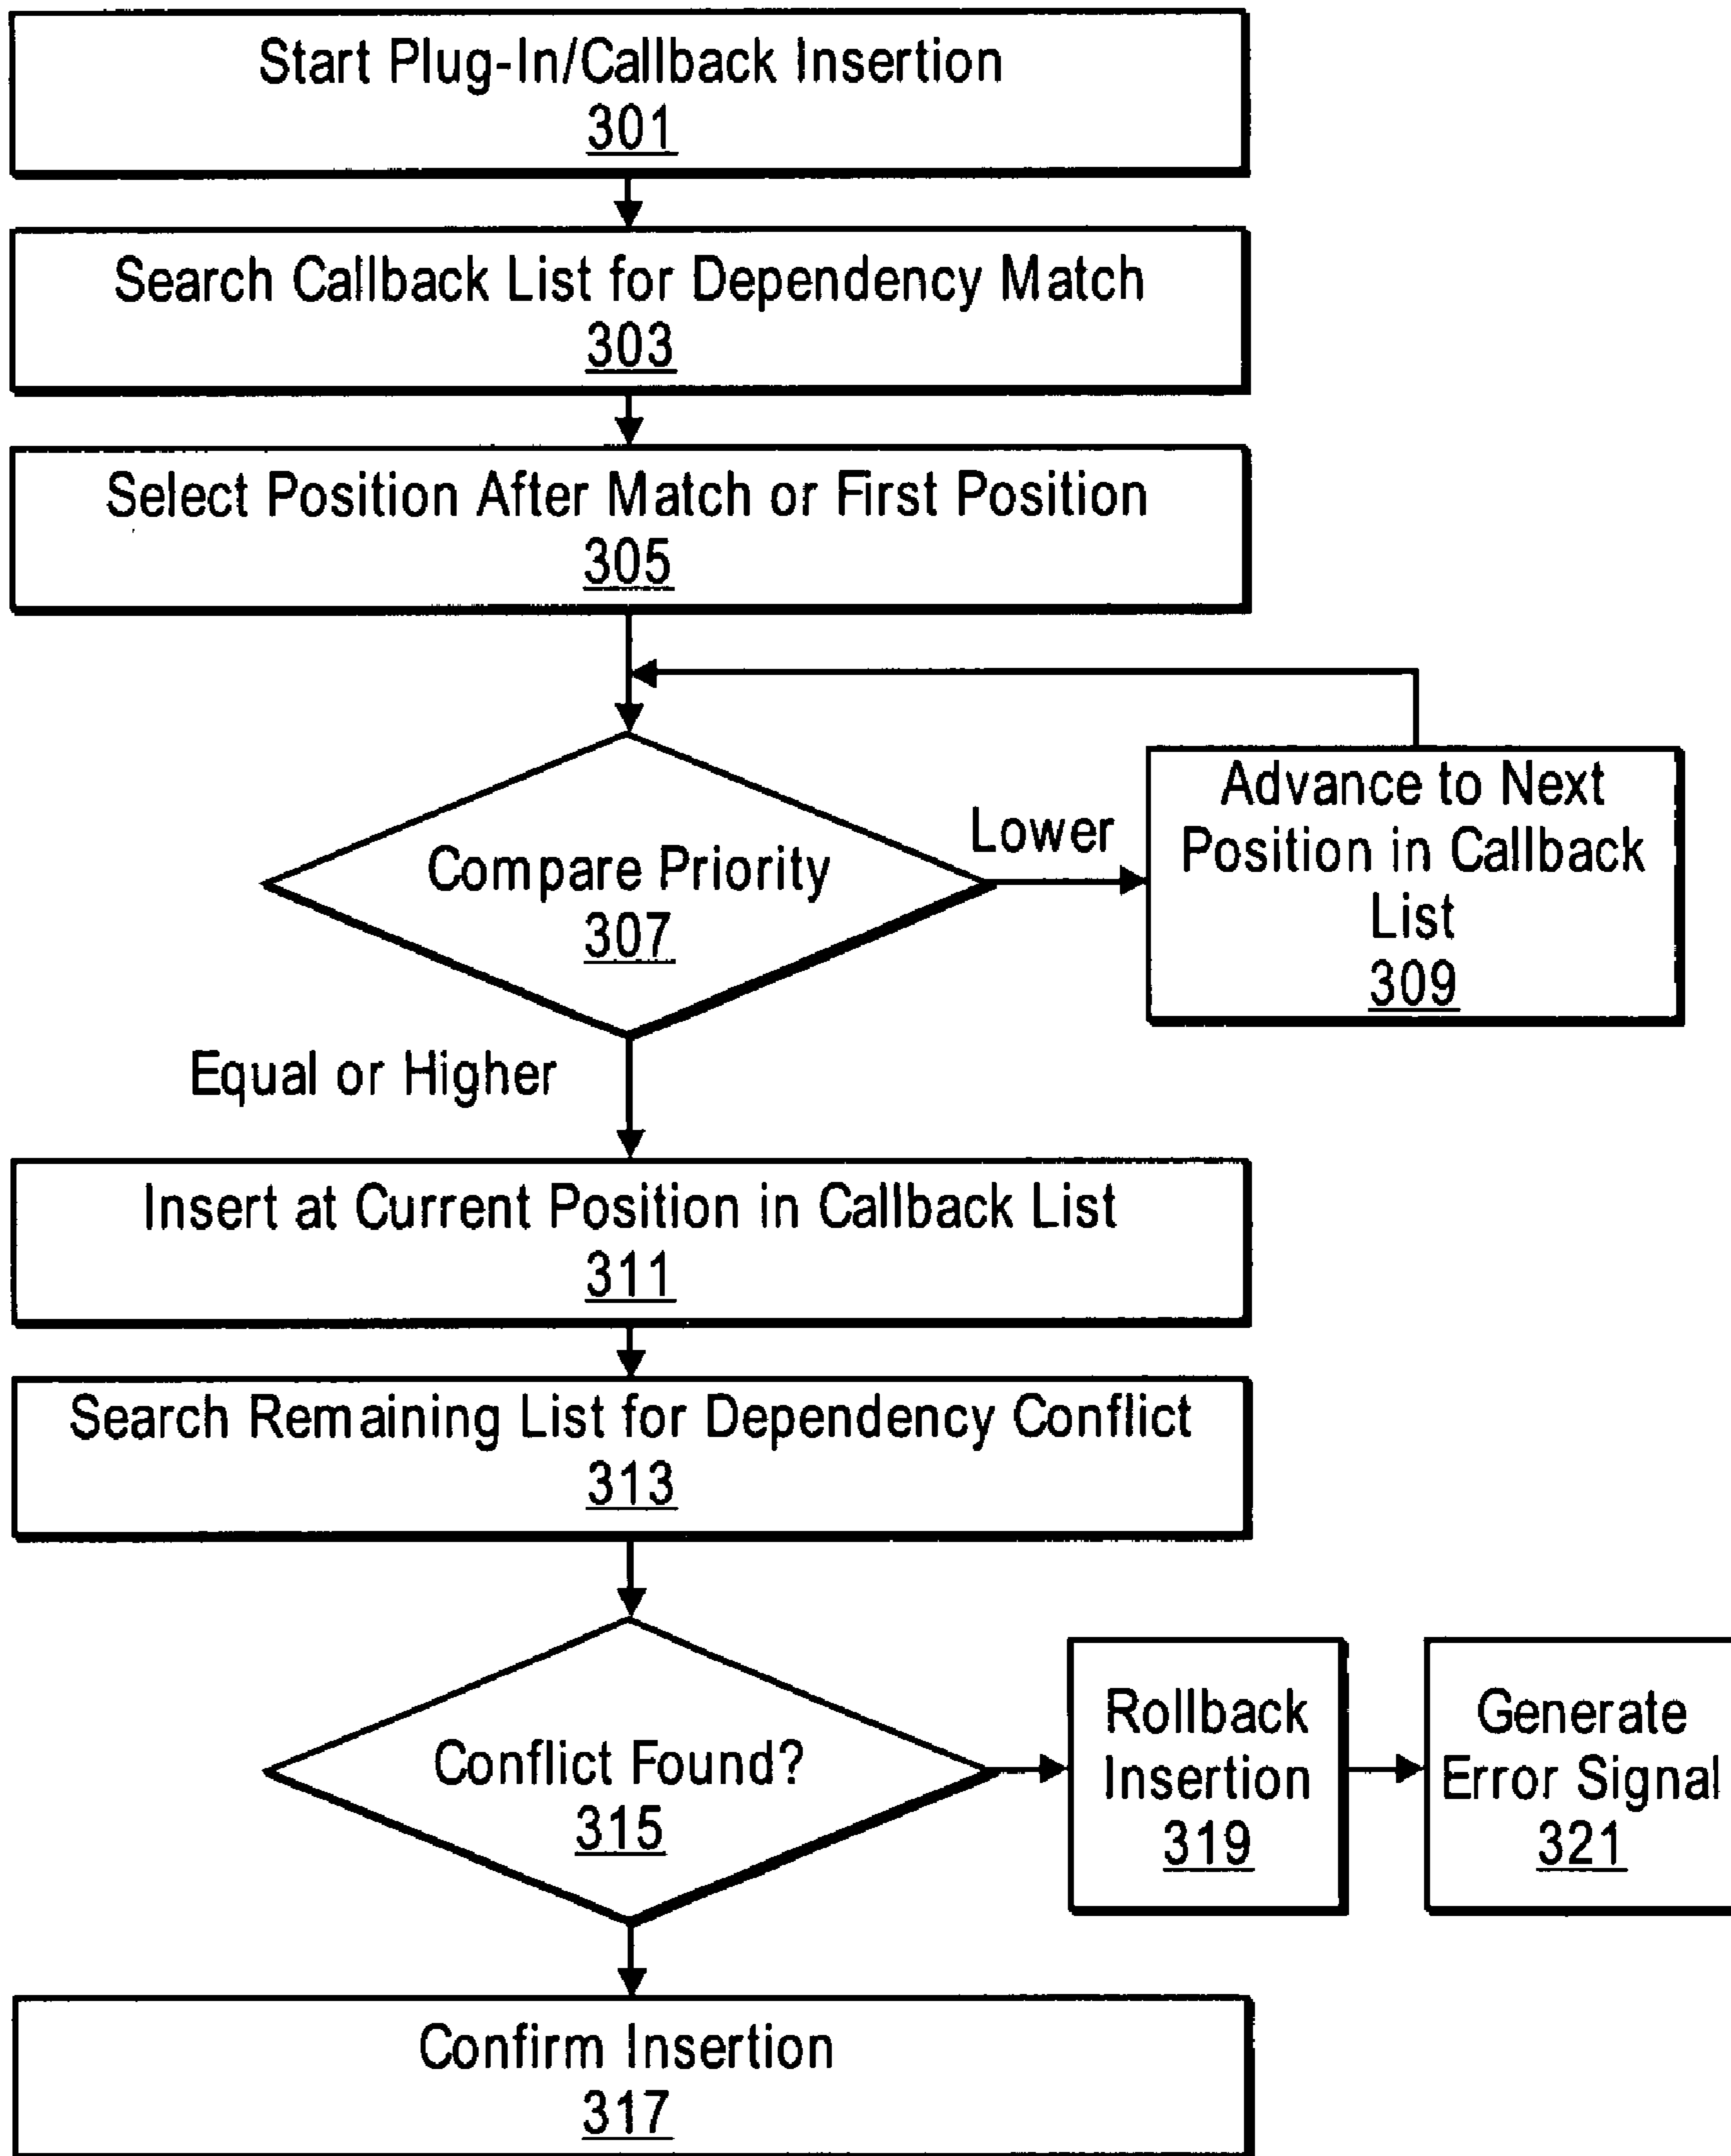 Start Plug-In/Callback Insertion
301
Search Callback List for Dependency Match
303
Select Position After Match or First Position
305
Compare Priority
307
Lower
Advance to Next
Position in Callback
List
309
Equal or Higher
Insert at Current Position in Callback List
311
Search Remaining List for Dependency Conflict
313
Conflict Found?
315
Rollback
Insertion
319
Generate
Error Signal
321
Confirm Insertion
317